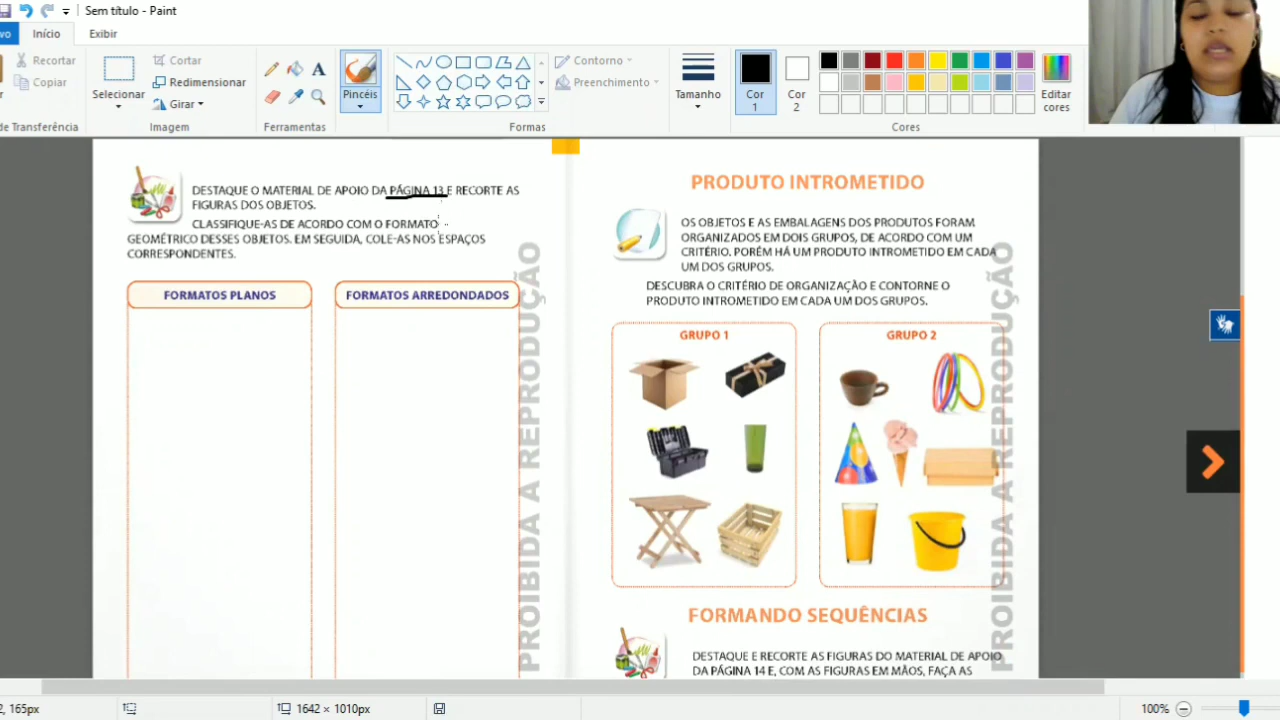 Sem título - Paint
vo
Início
Exibir
Recortar
Copiar
de Transferência
Selecionar
Cortar
Redimensionar
Girar
Imagem
A
Ferramentas
Pincéis
Contorno
Preenchimento
Formas
Tamanho
Cor
1
Cor
2
Editar
cores
Cores
DESTAQUE O MATERIAL DE APOIO DA PÁGINA 13 E RECORTE AS
FIGURAS DOS OBJETOS.
CLASSIFIQUE-AS DE ACORDO COM O FORMATO
GEOMÉTRICO DESSES OBJETOS. EM SEGUIDA, COLE-AS NOS ESPAÇOS
CORRESPONDENTES.
FORMATOS PLANOS
FORMATOS ARREDONDADOS
PROIBIDA A REPRODUÇÃO
PRODUTO INTROMETIDO
OS OBJETOS E AS EMBALAGENS DOS PRODUTOS FORAM
ORGANIZADOS EM DOIS GRUPOS, DE ACORDO COM UM
CRITÉRIO. PORÉM HÁ UM PRODUTO INTROMETIDO EM CADA
UM DOS GRUPOS.
DESCUBRA O CRITÉRIO DE ORGANIZAÇÃO E CONTORNE O
PRODUTO INTROMETIDO EM CADA UM DOS GRUPOS.
GRUPO 1
GRUPO 2
PROIBIDA A REPRODUÇÃO
FORMANDO SEQUÊNCIAS
DESTAQUE E RECORTE AS FIGURAS DO MATERIAL DE APOIO
DA PÁGINA 14 E, COM AS FIGURAS EM MÃOS, FAÇA AS
2, 165px
1642 × 1010px
100%